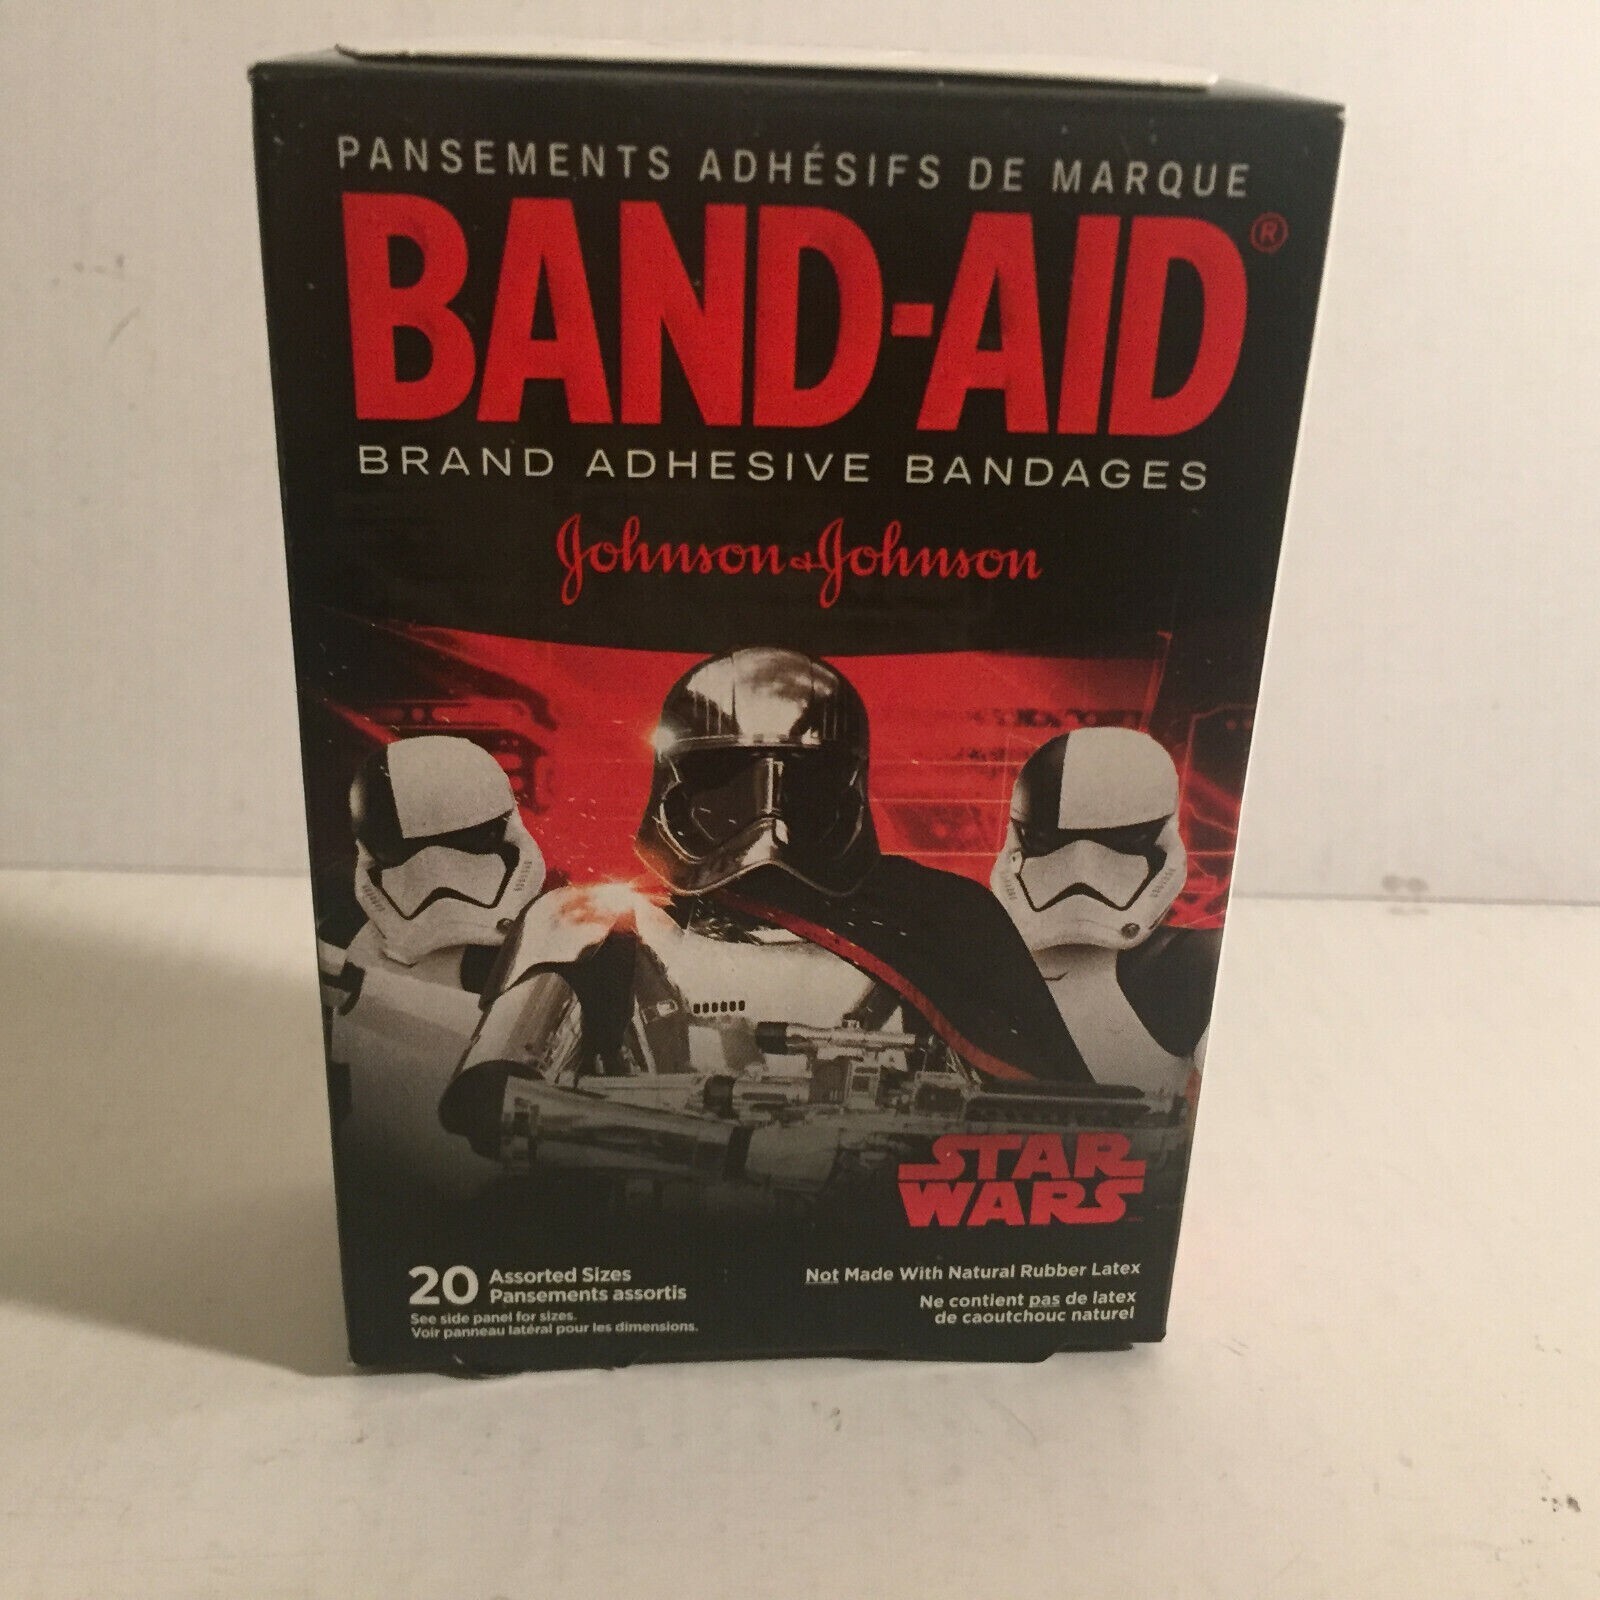 PANSEMENTS ADHÉSIFS DE MARQUE
BAND-AID®
BRAND ADHESIVE BANDAGES
Johnson & Johnson
STAR
WARS
20 Assorted Sizes
Pansements assortis
See side panel for sizes.
Voir panneau latéral pour les dimensions.
Not Made With Natural Rubber Latex
Ne contient pas de latex
de caoutchouc naturel